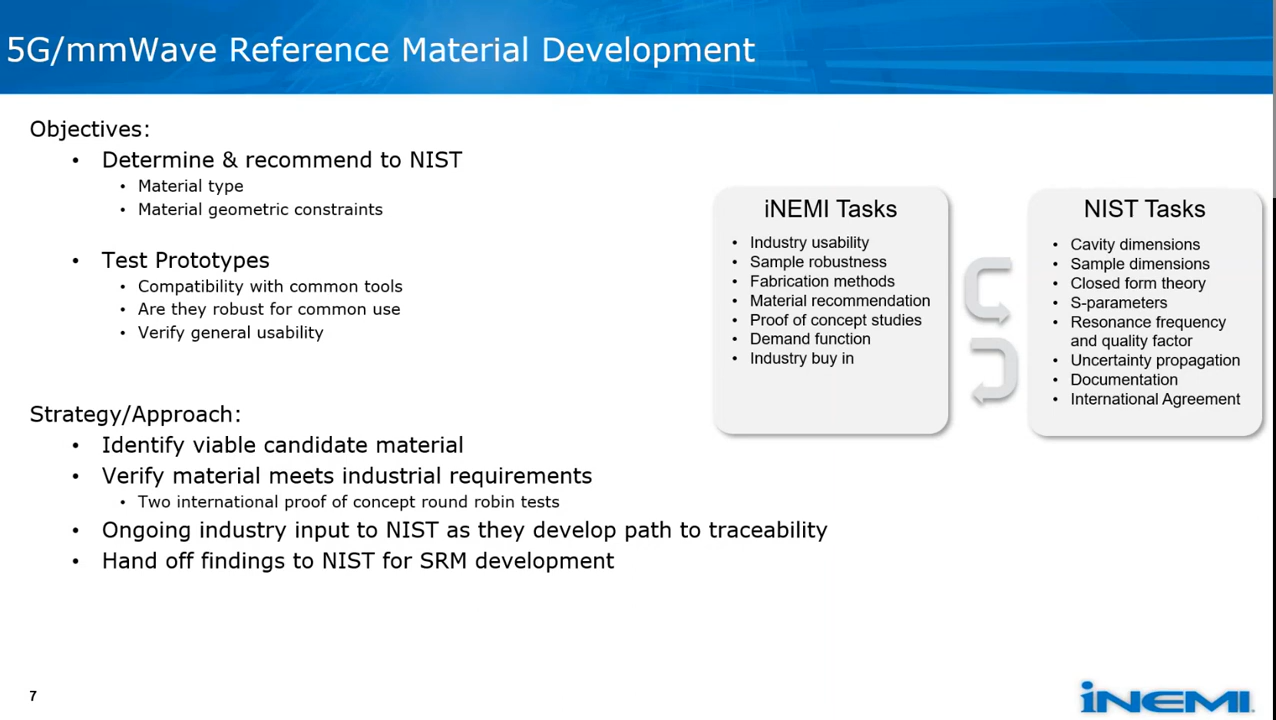 5G/mmWave Reference Material Development
Objectives:
• Determine & recommend to NIST
• Material type
• Material geometric constraints
• Test Prototypes
• Compatibility with common tools
• Are they robust for common use
• Verify general usability
Strategy/Approach:
• Identify viable candidate material
• Verify material meets industrial requirements
• Two international proof of concept round robin tests
• Ongoing industry input to NIST as they develop path to traceability
• Hand off findings to NIST for SRM development
iNEMI Tasks
• Industry usability
• Sample robustness
• Fabrication methods
• Material recommendation
• Proof of concept studies
• Demand function
• Industry buy in
NIST Tasks
• Cavity dimensions
• Sample dimensions
• Closed form theory
• S-parameters
• Resonance frequency
and quality factor
• Uncertainty propagation
• Documentation
• International Agreement
7
iNEMI